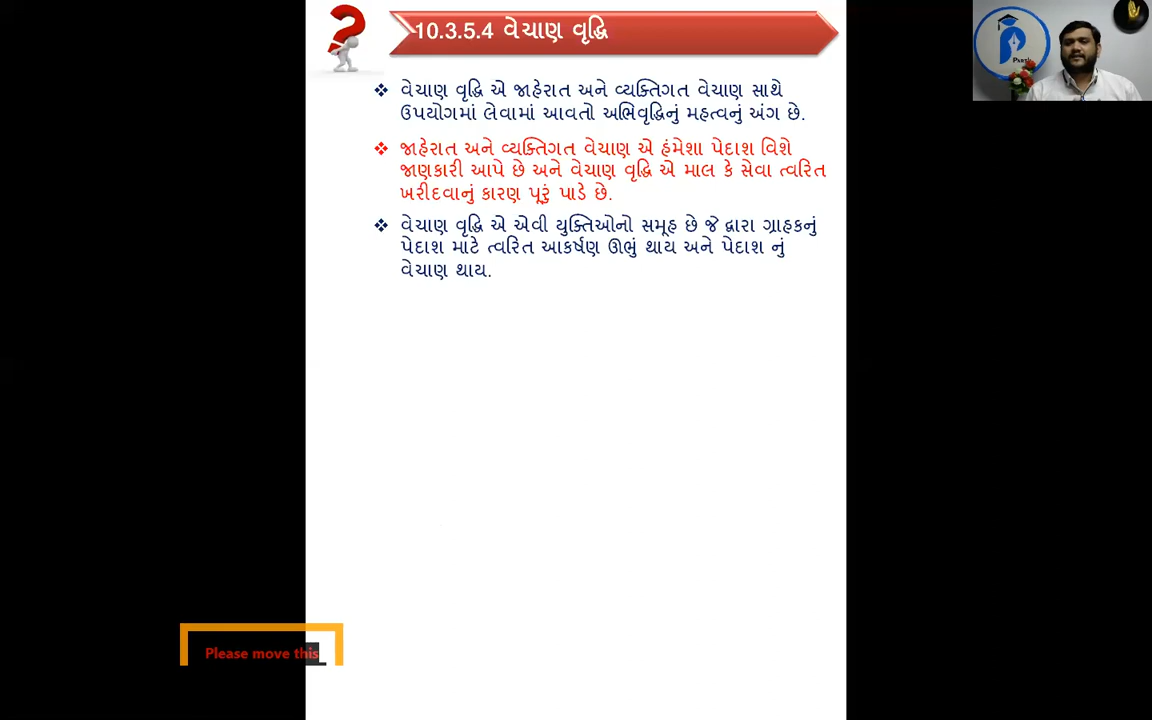 10.3.5.4 વેચાણ વૃદ્ધિ
❖ વેચાણ વૃદ્ધિ એ જાહેરાત અને વ્યક્તિગત વેચાણ સાથે
ઉપયોગમાં લેવામાં આવતો અભિવૃદ્ધિનું મહત્વનું અંગ છે.
❖ જાહેરાત અને વ્યક્તિગત વેચાણ એ હંમેશા પેદાશ વિશે
જાણકારી આપે છે અને વેચાણ વૃદ્ધિ એ માલ કે સેવા ત્વરિત
ખરીદવાનું કારણ પૂરું પાડે છે.
❖ વેચાણ વૃદ્ધિ એ એવી યુક્તિઓનો સમૂહ છે જે દ્વારા ગ્રાહકનું
પેદાશ માટે ત્વરિત આકર્ષણ ઊભું થાય અને પેદાશ નું
વેચાણ થાય.
Please move this